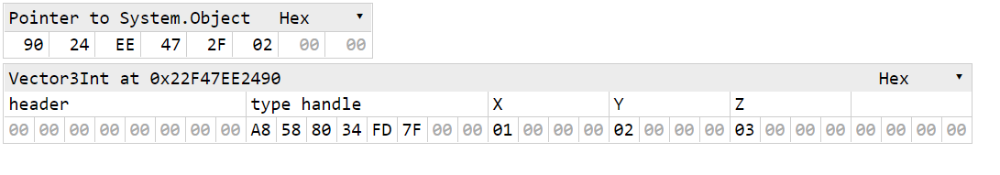 Pointer to System.Object Hex ▼
90 24 EE 47 2F 02 00 00
Vector3Int at 0x22F47EE2490 Hex ▼
header type handle X Y Z
00 00 00 00 00 00 00 00 A8 58 80 34 FD 7F 00 00 01 00 00 00 02 00 00 00 03 00 00 00 00 00 00 00